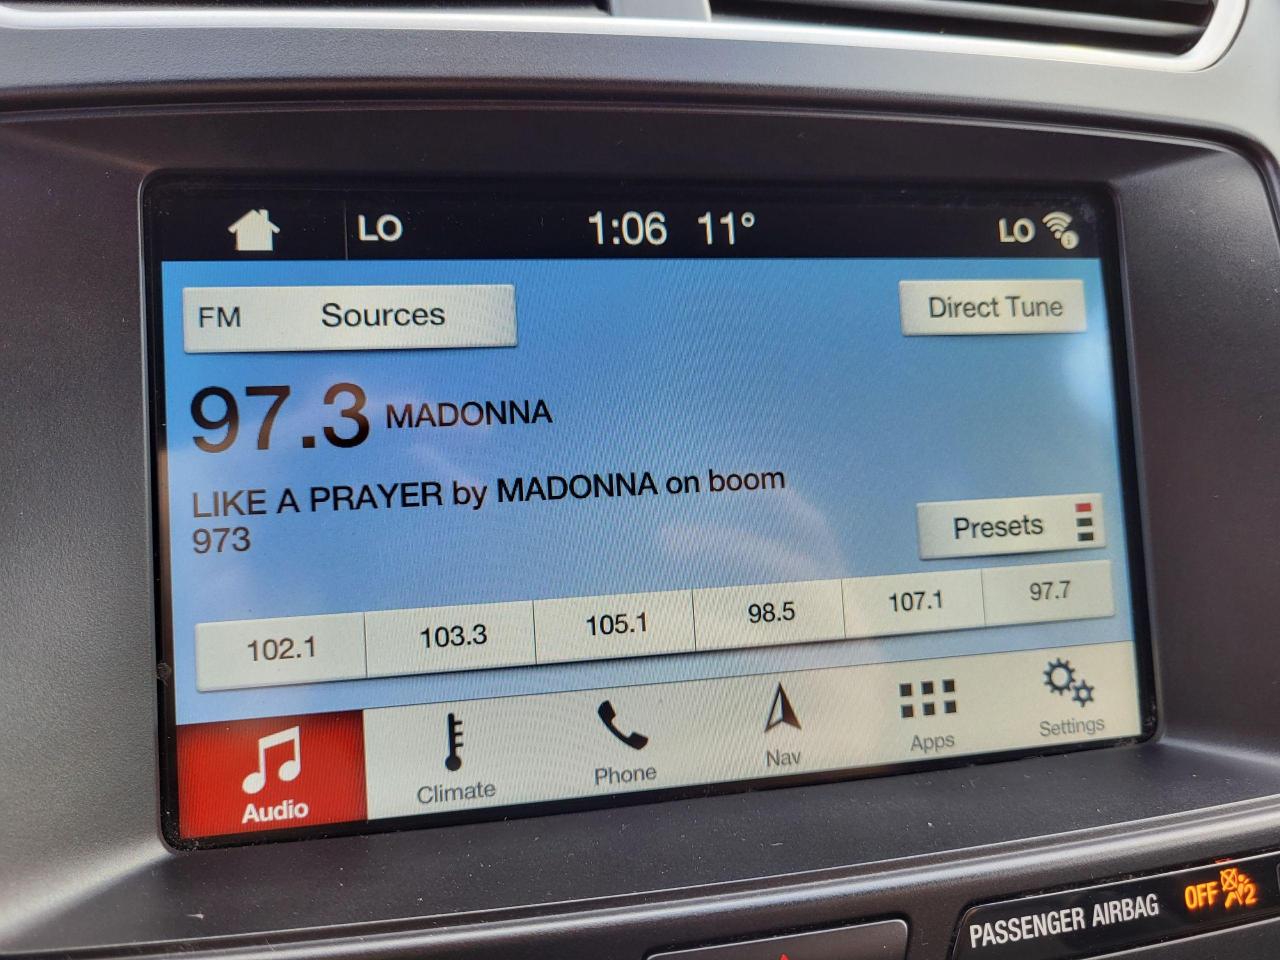 LO 1:06 11° LO
FM Sources Direct Tune
97.3 MADONNA
LIKE A PRAYER by MADONNA on boom
973
Presets
102.1 103.3 105.1 98.5 107.1 97.7
Audio Climate Phone Nav Apps Settings
PASSENGER AIRBAG OFF 2